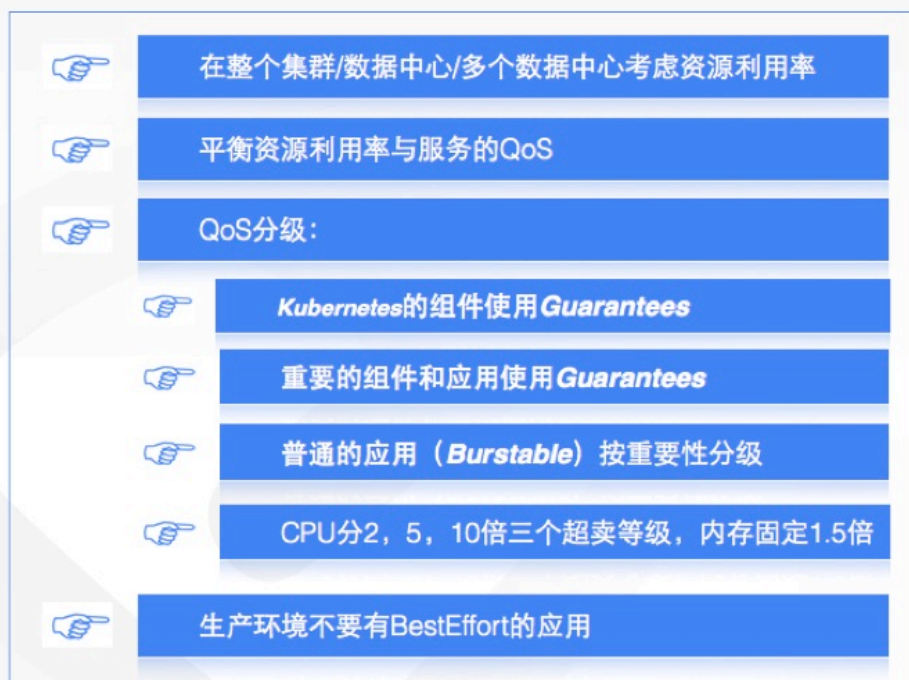 在整个集群/数据中心/多个数据中心考虑资源利用率
平衡资源利用率与服务的QoS
QoS分级：
Kubernetes的组件使用Guarantees
重要的组件和应用使用Guarantees
普通的应用（Burstable）按重要性分级
CPU分2，5，10倍三个超卖等级，内存固定1.5倍
生产环境不要有BestEffort的应用